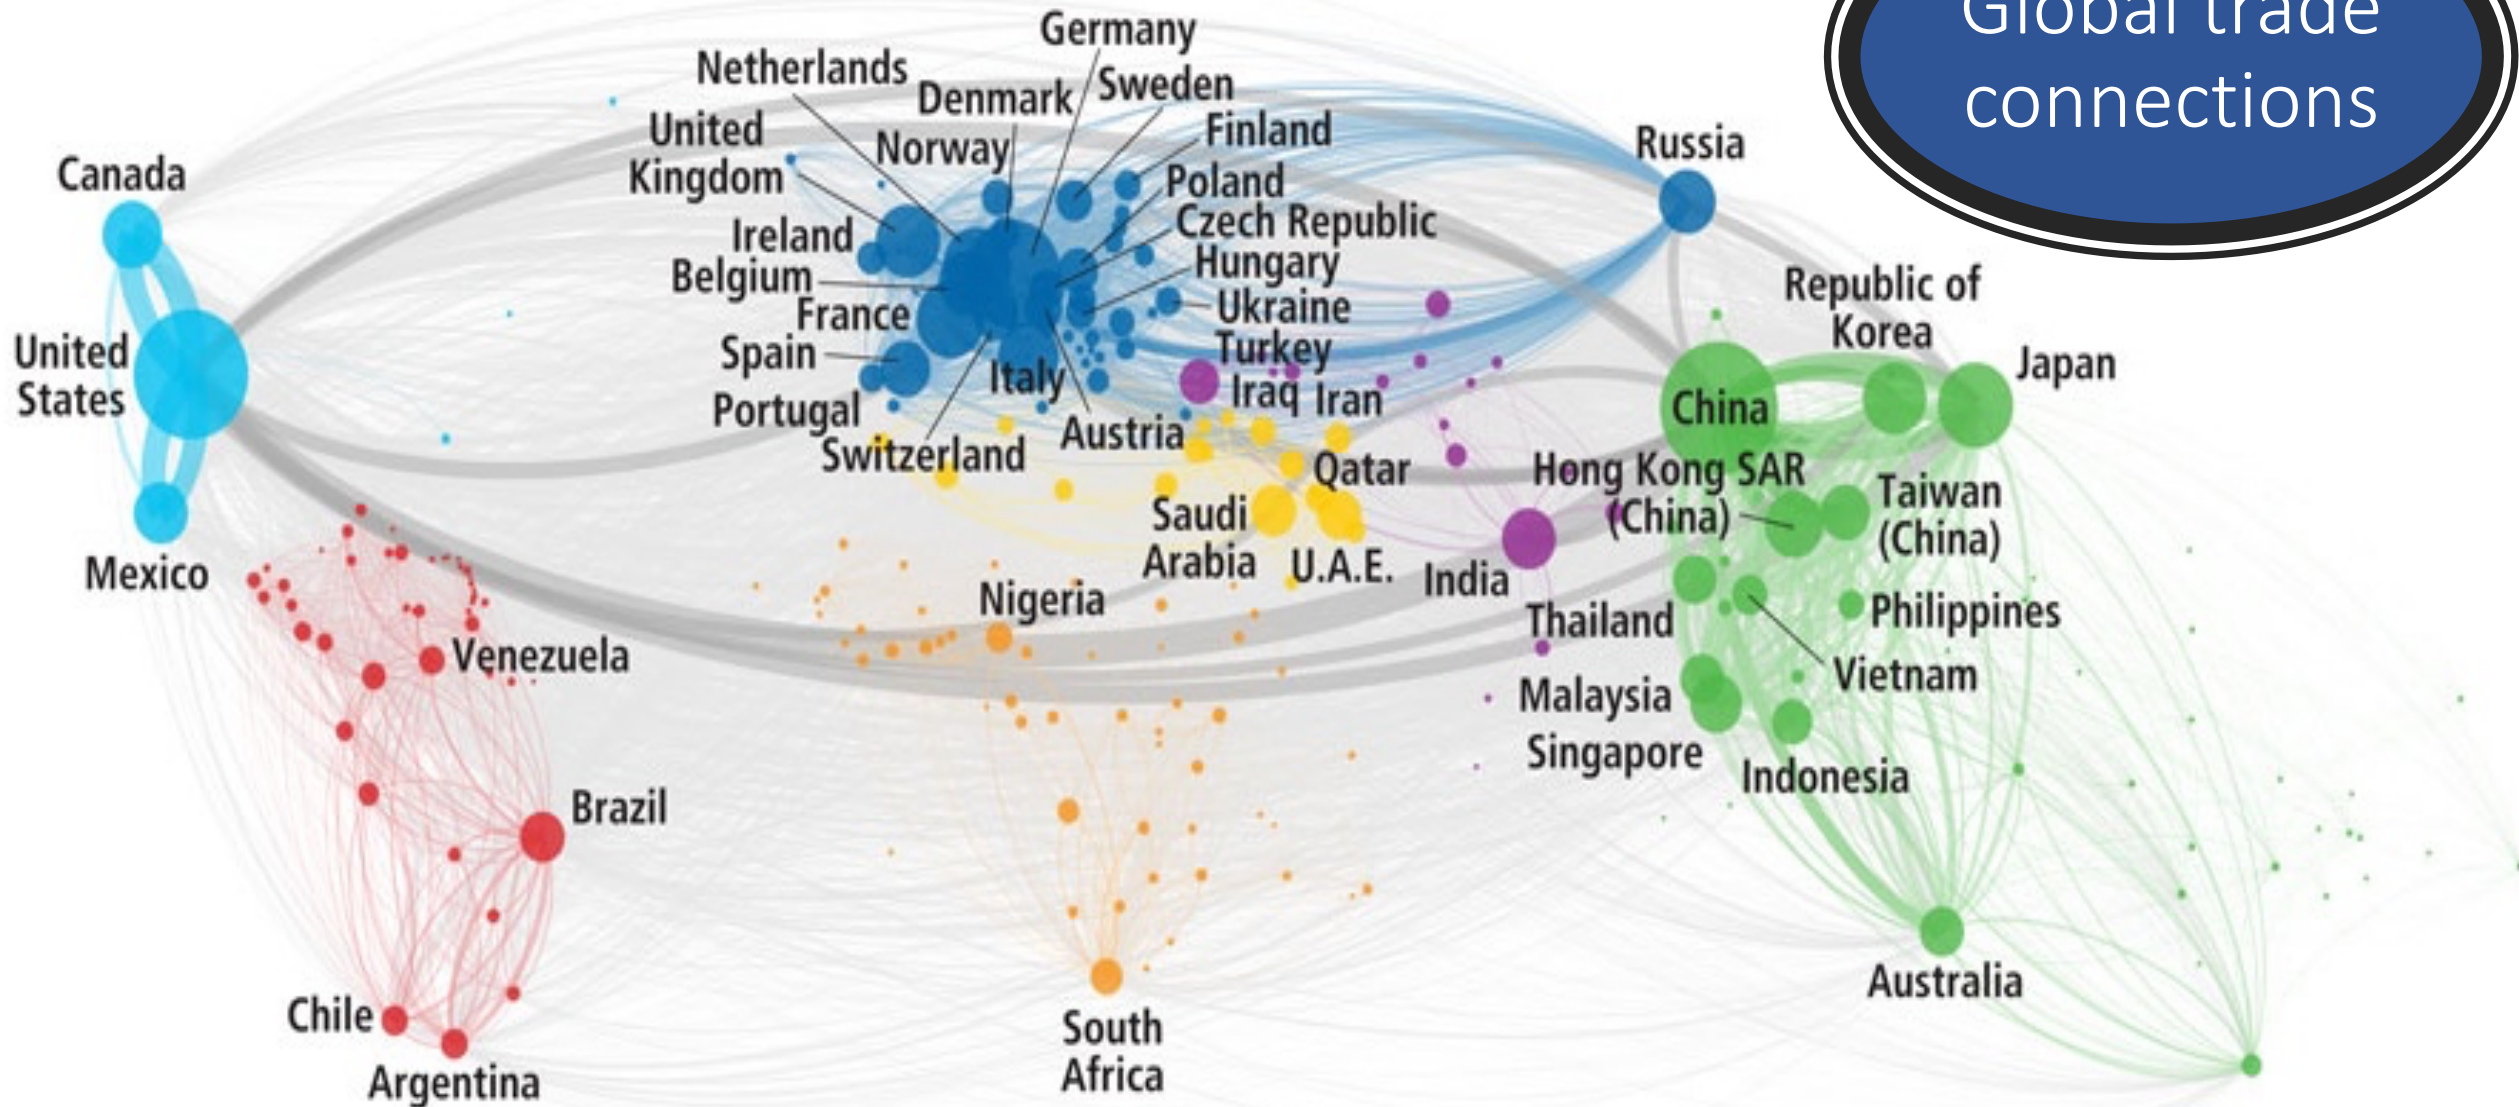 Global trade
connections
Germany
Netherlands
Denmark
Sweden
United
Kingdom
Norway
Finland
Russia
Canada
Poland
Ireland
Czech Republic
Belgium
Hungary
Republic of
Korea
France
Ukraine
United
States
Spain
Turkey
Japan
Italy
Iraq
Iran
China
Portugal
Austria
Switzerland
Qatar
Hong Kong SAR
(China)
Taiwan
(China)
Saudi
Arabia
U.A.E.
India
Mexico
Nigeria
Thailand
Philippines
Venezuela
Vietnam
Malaysia
Singapore
Indonesia
Brazil
Australia
Chile
South
Africa
Argentina